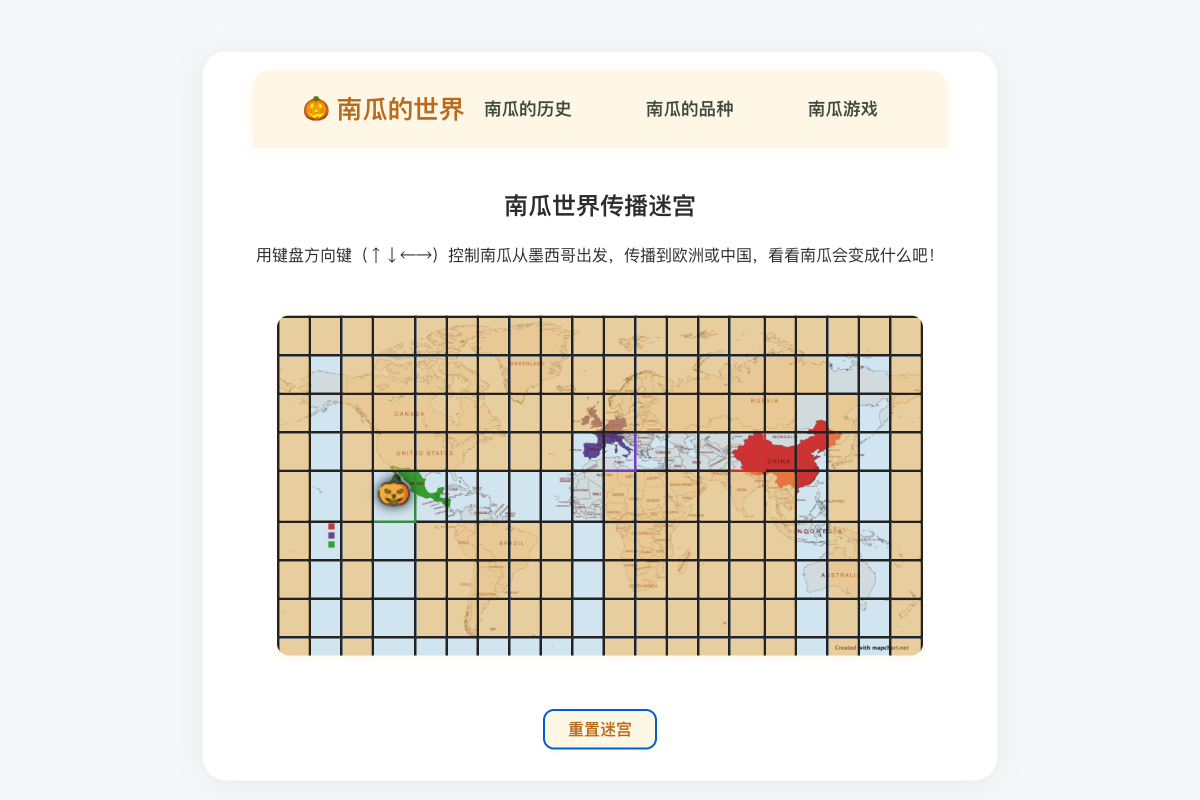 南瓜的世界 南瓜的历史 南瓜的品种 南瓜游戏
南瓜世界传播迷宫
用键盘方向键（↑↓←→）控制南瓜从墨西哥出发，传播到欧洲或中国，看看南瓜会变成什么吧！
GREENLAND
RUSSIA
CANADA
UNITED STATES
MONGOLIA
CHINA
INDONESIA
BRAZIL
AUSTRALIA
Created with mapchart.net
重置迷宫